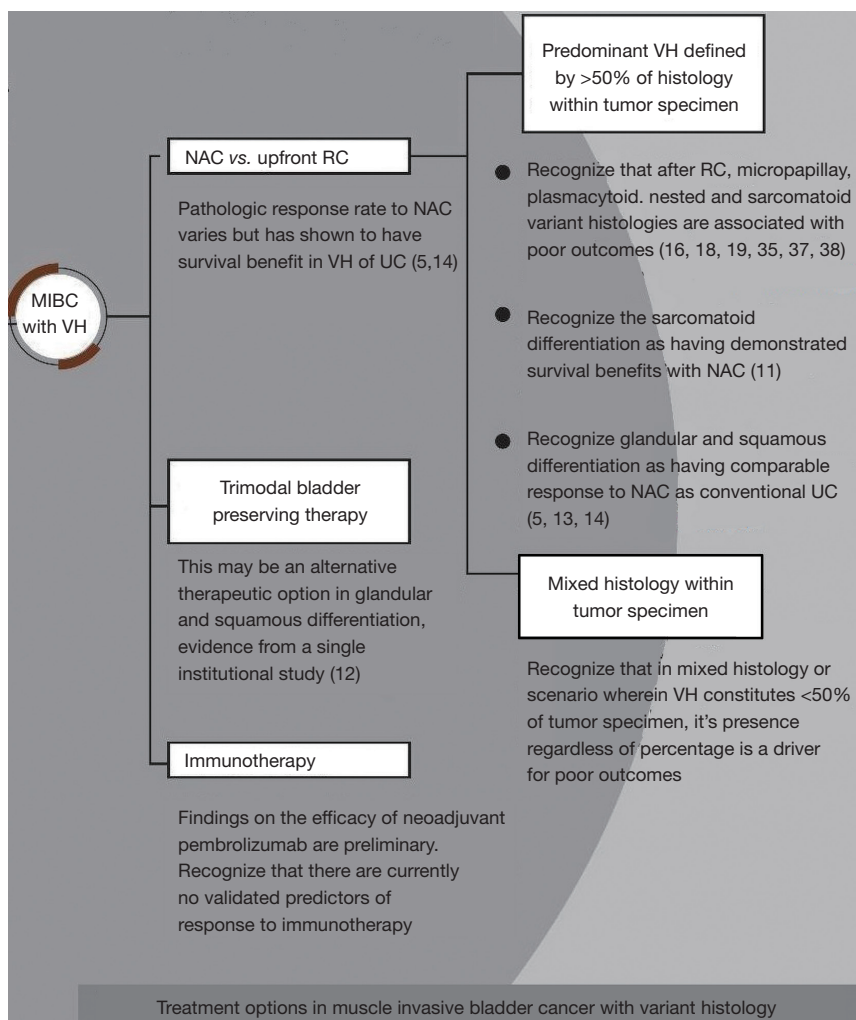 MIBC
with VH
NAC vs. upfront RC
Pathologic response rate to NAC
varies but has shown to have
survival benefit in VH of UC (5,14)
Trimodal bladder
preserving therapy
This may be an alternative
therapeutic option in glandular
and squamous differentiation,
evidence from a single
institutional study (12)
Immunotherapy
Findings on the efficacy of neoadjuvant
pembrolizumab are preliminary.
Recognize that there are currently
no validated predictors of
response to immunotherapy
Predominant VH defined
by >50% of histology
within tumor specimen
Recognize that after RC, micropapillay,
plasmacytoid. nested and sarcomatoid
variant histologies are associated with
poor outcomes (16, 18, 19, 35, 37, 38)
Recognize the sarcomatoid
differentiation as having demonstrated
survival benefits with NAC (11)
Recognize glandular and squamous
differentiation as having comparable
response to NAC as conventional UC
(5, 13, 14)
Mixed histology within
tumor specimen
Recognize that in mixed histology or
scenario wherein VH constitutes <50%
of tumor specimen, it's presence
regardless of percentage is a driver
for poor outcomes
Treatment options in muscle invasive bladder cancer with variant histology